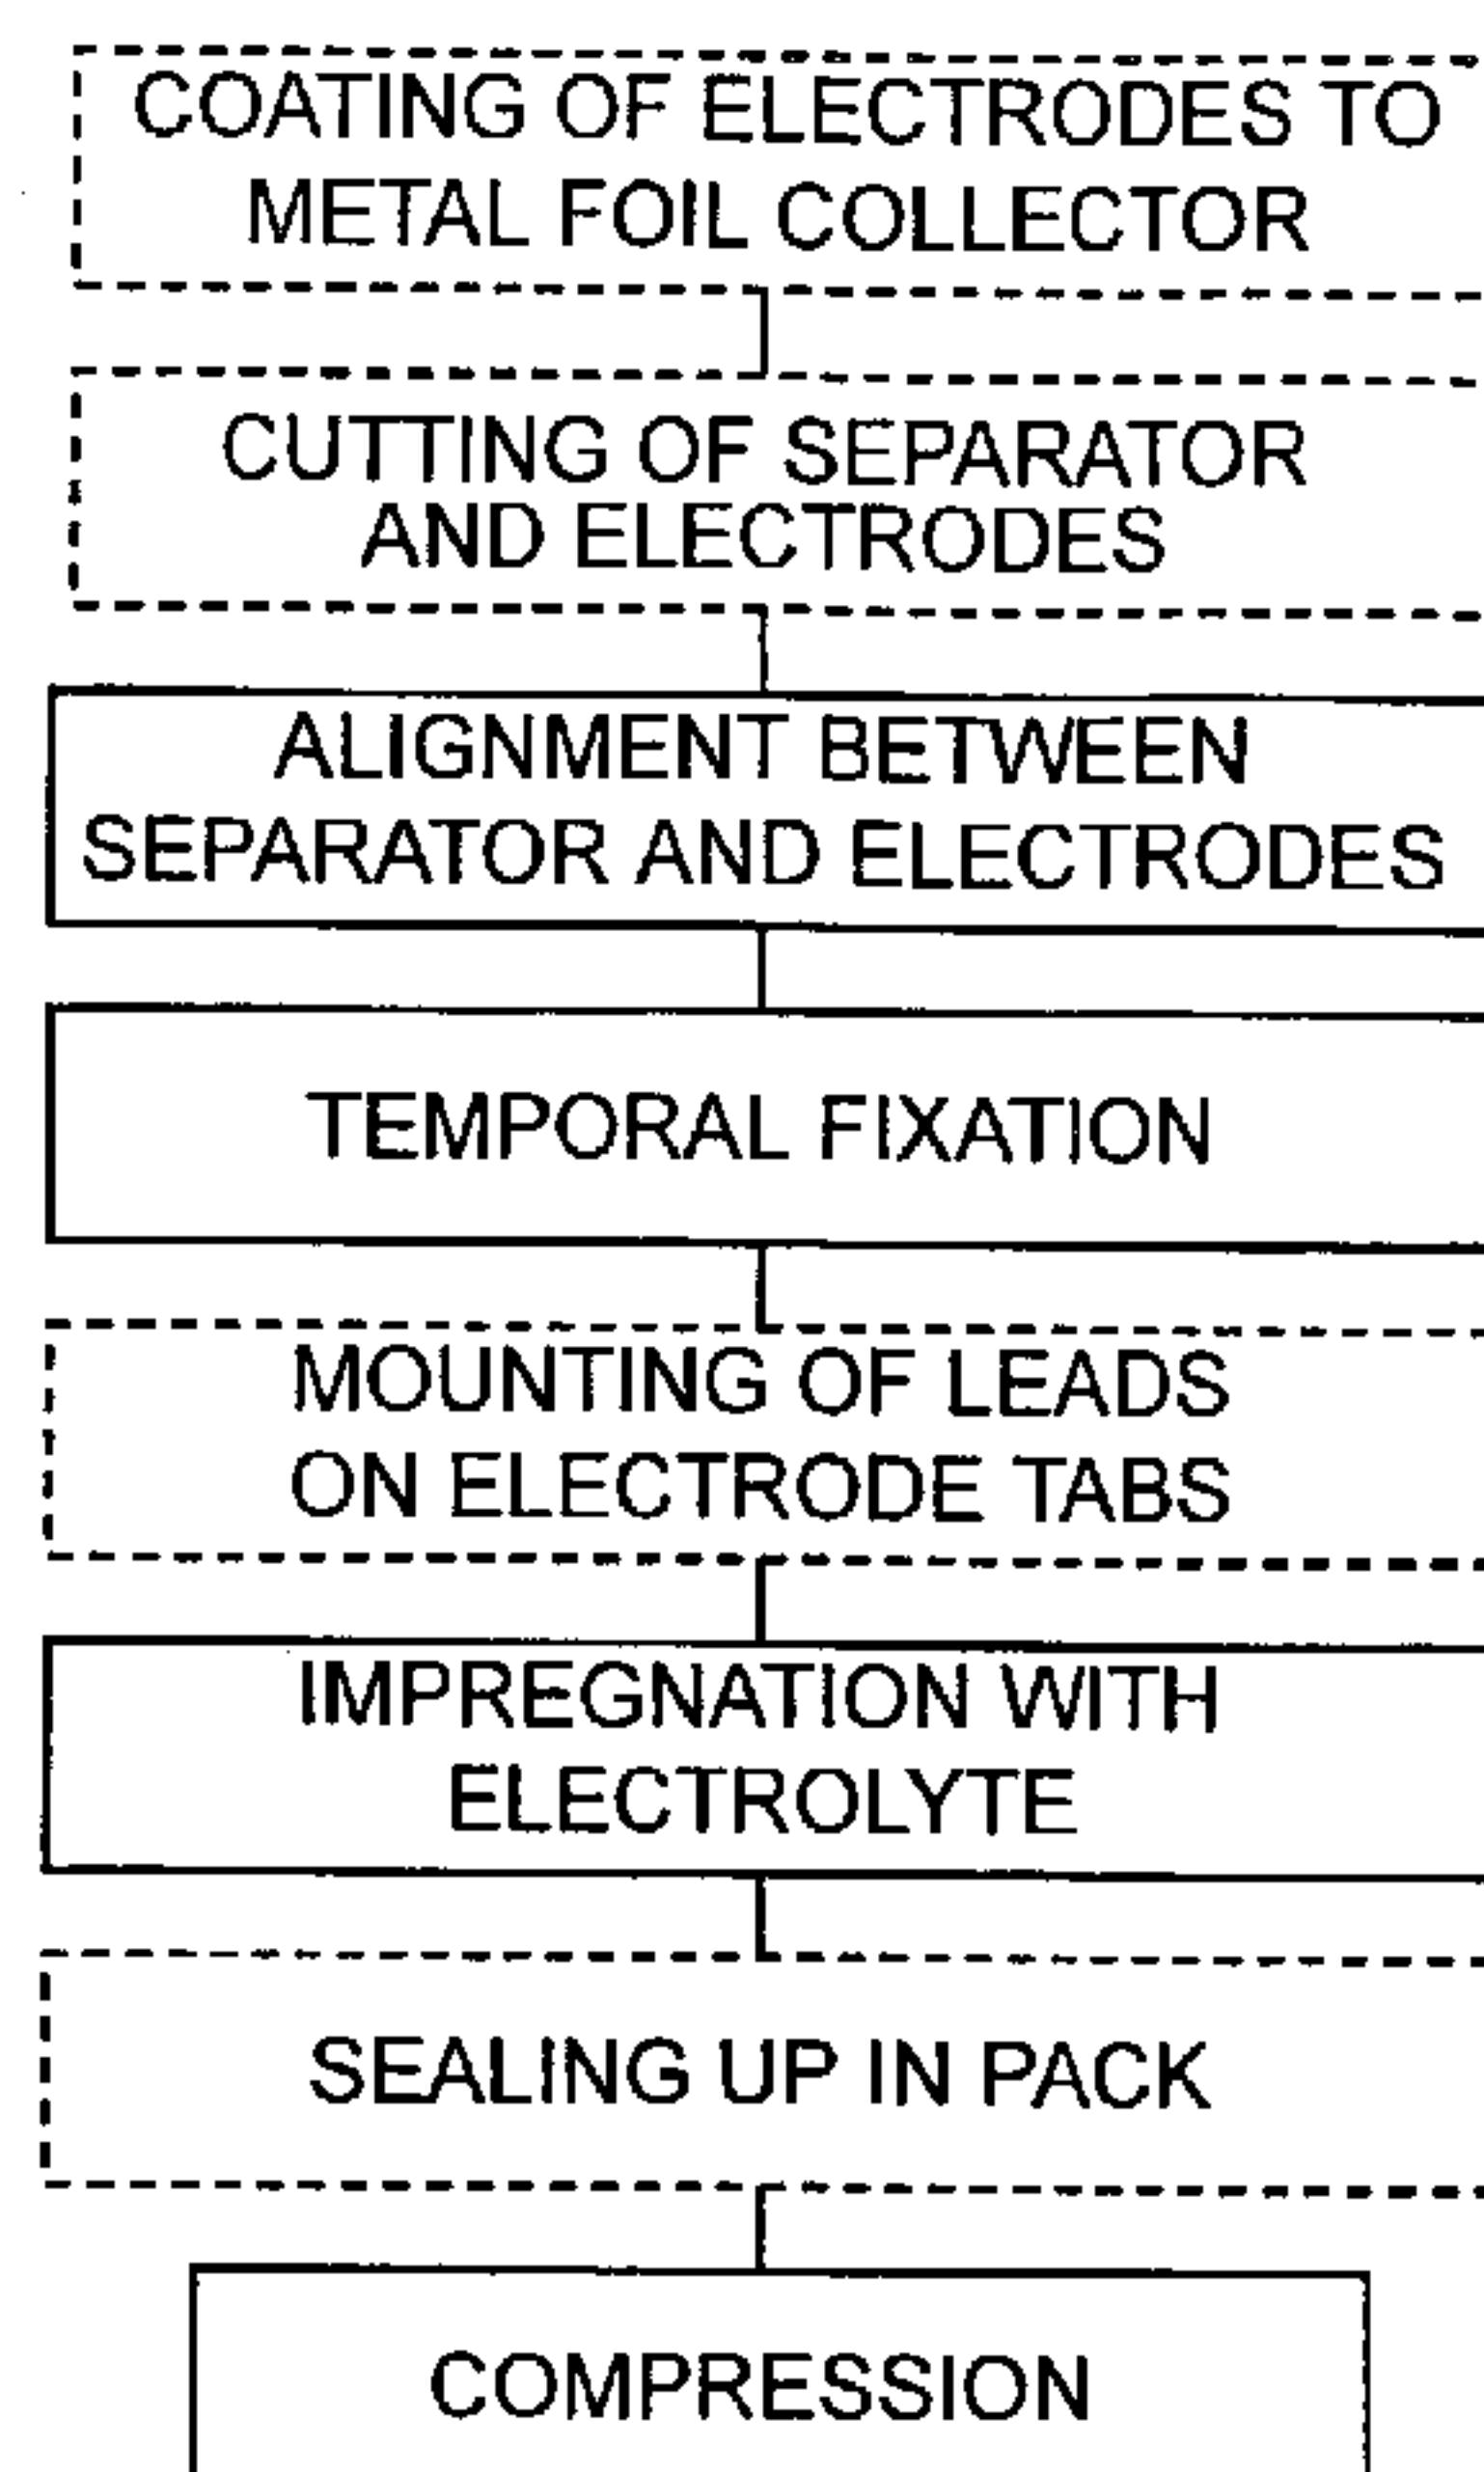 COATING OF ELECTRODES TO
METAL FOIL COLLECTOR
CUTTING OF SEPARATOR
AND ELECTRODES
ALIGNMENT BETWEEN
SEPARATOR AND ELECTRODES
TEMPORAL FIXATION
MOUNTING OF LEADS
ON ELECTRODE TABS
IMPREGNATION WITH
ELECTROLYTE
SEALING UP IN PACK
COMPRESSION